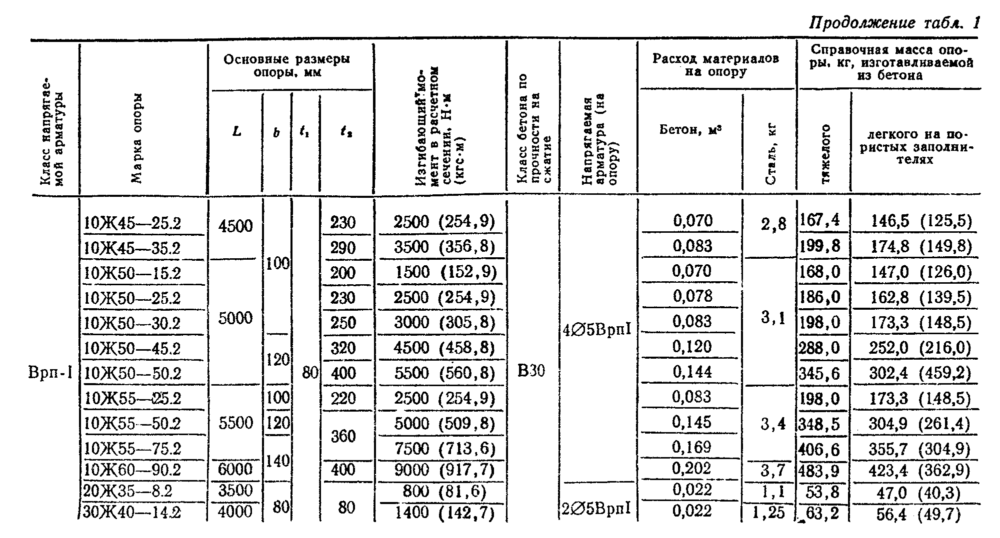 Продолжение табл. 1
Класс напрягае-
мой арматуры
Марка опоры
Основные размеры
опоры, мм
L
b
t₁
t₂
Изгибающий мо-
мент в расчетном
сечении, Н·м
(кгс·м)
Класс бетона по
прочности на
сжатие
Напрягаемая
арматура (на
опору)
Расход материалов
на опору
Бетон, м³
Сталь, кг
Справочная масса опо-
ры, кг, изготавливаемой
из бетона
тяжелого
легкого на по-
ристых заполни-
телях
10Ж45—25.2 4500 230 2500 (254,9) 0,070 2,8 167,4 146,5 (125,5)
10Ж45—35.2 290 3500 (356,8) 0,083 199,8 174,8 (149,8)
100
10Ж50—15.2 200 1500 (152,9) 0,070 168,0 147,0 (126,0)
10Ж50—25.2 230 2500 (254,9) 0,078 186,0 162,8 (139,5)
10Ж50—30.2 5000 250 3000 (305,8) 4∅5ВрпI 0,083 3,1 198,0 173,3 (148,5)
10Ж50—45.2 120 320 4500 (458,8) 0,120 288,0 252,0 (216,0)
Врп-I 10Ж50—50.2 80 400 5500 (560,8) В30 0,144 345,6 302,4 (459,2)
10Ж55—25.2 100 220 2500 (254,9) 0,083 198,0 173,3 (148,5)
10Ж55—50.2 5500 120 360 5000 (509,8) 0,145 3,4 348,5 304,9 (261,4)
10Ж55—75.2 140 7500 (713,6) 0,169 406,6 355,7 (304,9)
10Ж60—90.2 6000 400 9000 (917,7) 0,202 3,7 483,9 423,4 (362,9)
20Ж35—8.2 3500 80 80 800 (81,6) 2∅5ВрпI 0,022 1,1 53,8 47,0 (40,3)
30Ж40—14.2 4000 1400 (142,7) 0,022 1,25 63,2 56,4 (49,7)